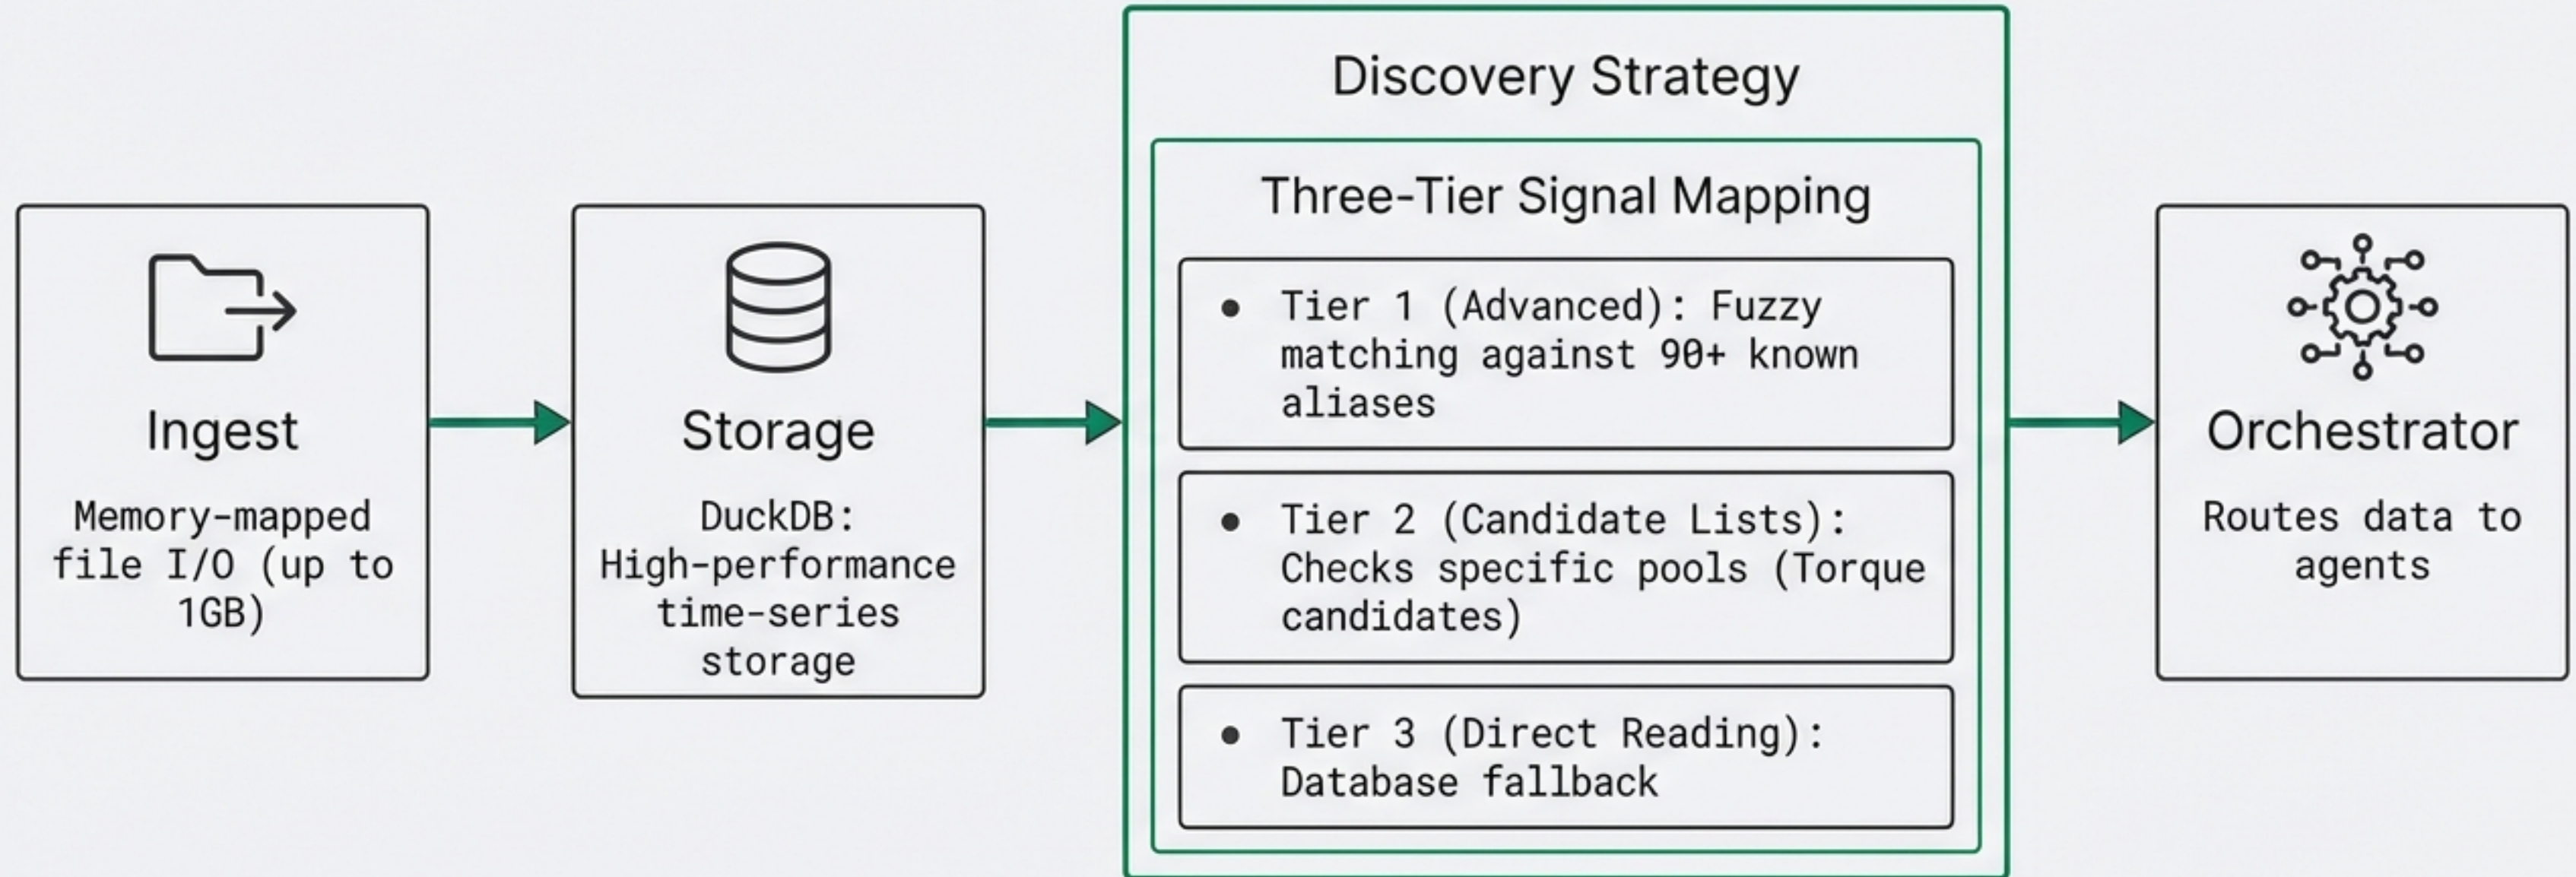 Ingest
Memory-mapped
file I/O (up to
1GB)
Storage
DuckDB:
High-performance
time-series
storage
Discovery Strategy
Three-Tier Signal Mapping
• Tier 1 (Advanced): Fuzzy
matching against 90+ known
aliases
• Tier 2 (Candidate Lists):
Checks specific pools (Torque
candidates)
• Tier 3 (Direct Reading):
Database fallback
Orchestrator
Routes data to
agents